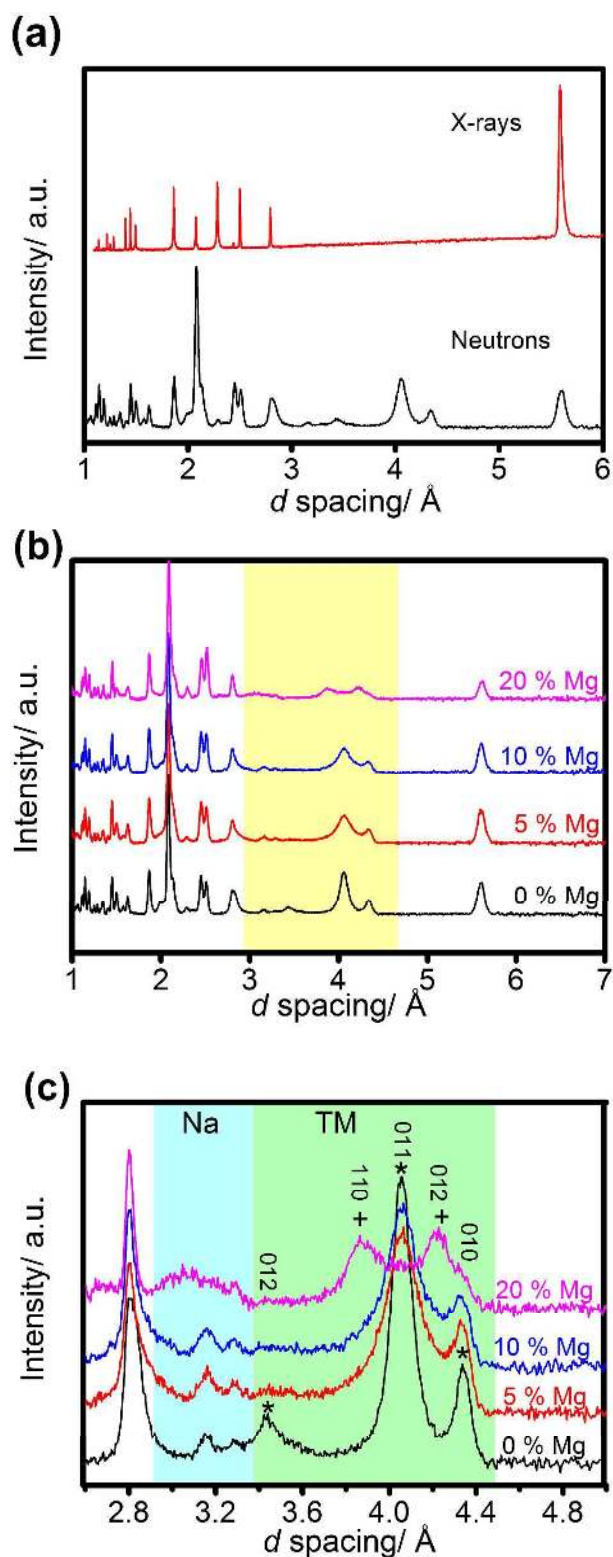 (a)
X-rays
Neutrons
Intensity/ a.u.
1 2 3 4 5 6
d spacing/ Å
(b)
20 % Mg
10 % Mg
5 % Mg
0 % Mg
Intensity/ a.u.
1 2 3 4 5 6 7
d spacing/ Å
(c)
Na
TM
012
*
110 +
011
*
012 +
010
*
20 % Mg
10 % Mg
5 % Mg
0 % Mg
Intensity/ a.u.
2.8 3.2 3.6 4.0 4.4 4.8
d spacing/ Å